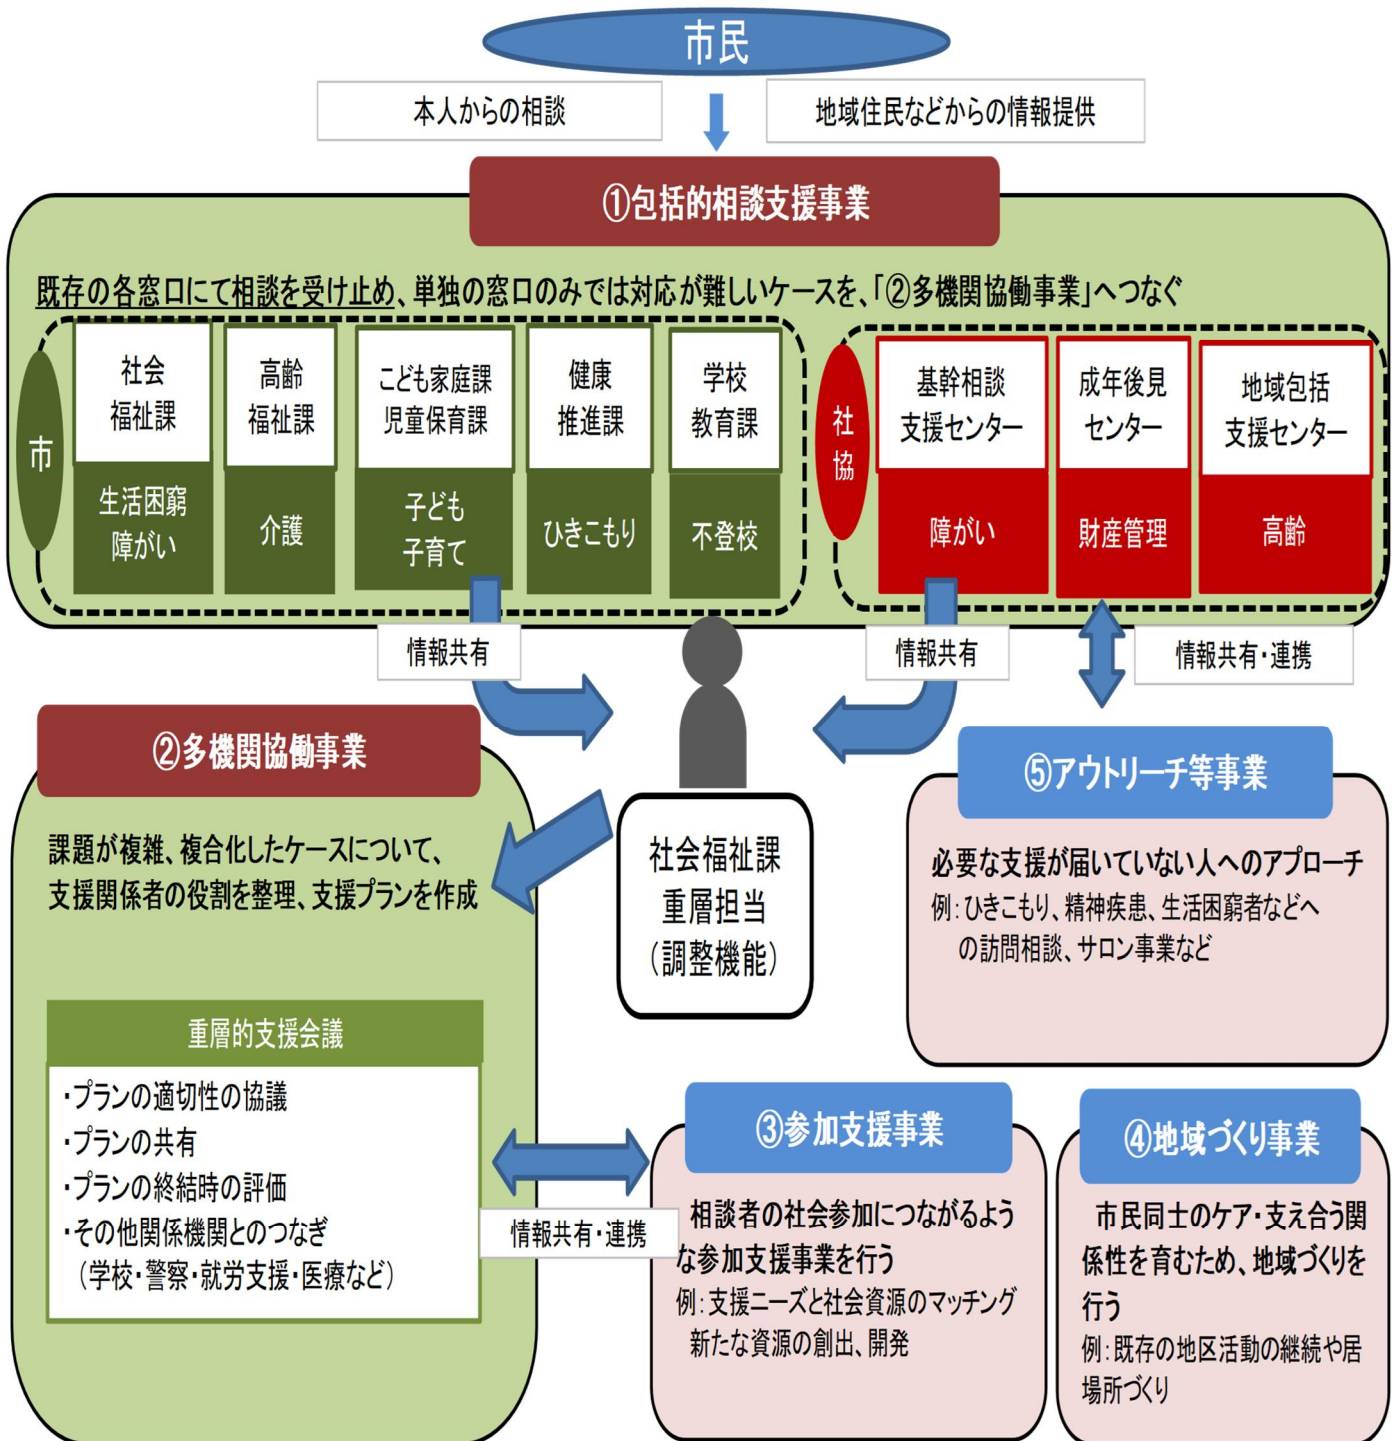 市民
本人からの相談
地域住民などからの情報提供
①包括的相談支援事業
既存の各窓口にて相談を受け止め、単独の窓口のみでは対応が難しいケースを、「②多機関協働事業」へつなぐ
市
社会
福祉課
生活困窮
障がい
高齢
福祉課
介護
こども家庭課
児童保育課
子ども
子育て
健康
推進課
ひきこもり
学校
教育課
不登校
社
協
基幹相談
支援センター
障がい
成年後見
センター
財産管理
地域包括
支援センター
高齢
情報共有
情報共有
情報共有・連携
②多機関協働事業
課題が複雑、複合化したケースについて、
支援関係者の役割を整理、支援プランを作成
重層的支援会議
・プランの適切性の協議
・プランの共有
・プランの終結時の評価
・その他関係機関とのつなぎ
（学校・警察・就労支援・医療など）
社会福祉課
重層担当
（調整機能）
⑤アウトリーチ等事業
必要な支援が届いていない人へのアプローチ
例：ひきこもり、精神疾患、生活困窮者などへ
の訪問相談、サロン事業など
情報共有・連携
③参加支援事業
相談者の社会参加につながるよう
な参加支援事業を行う
例：支援ニーズと社会資源のマッチング
新たな資源の創出、開発
④地域づくり事業
市民同士のケア・支え合う関
係性を育むため、地域づくりを
行う
例：既存の地区活動の継続や居
場所づくり